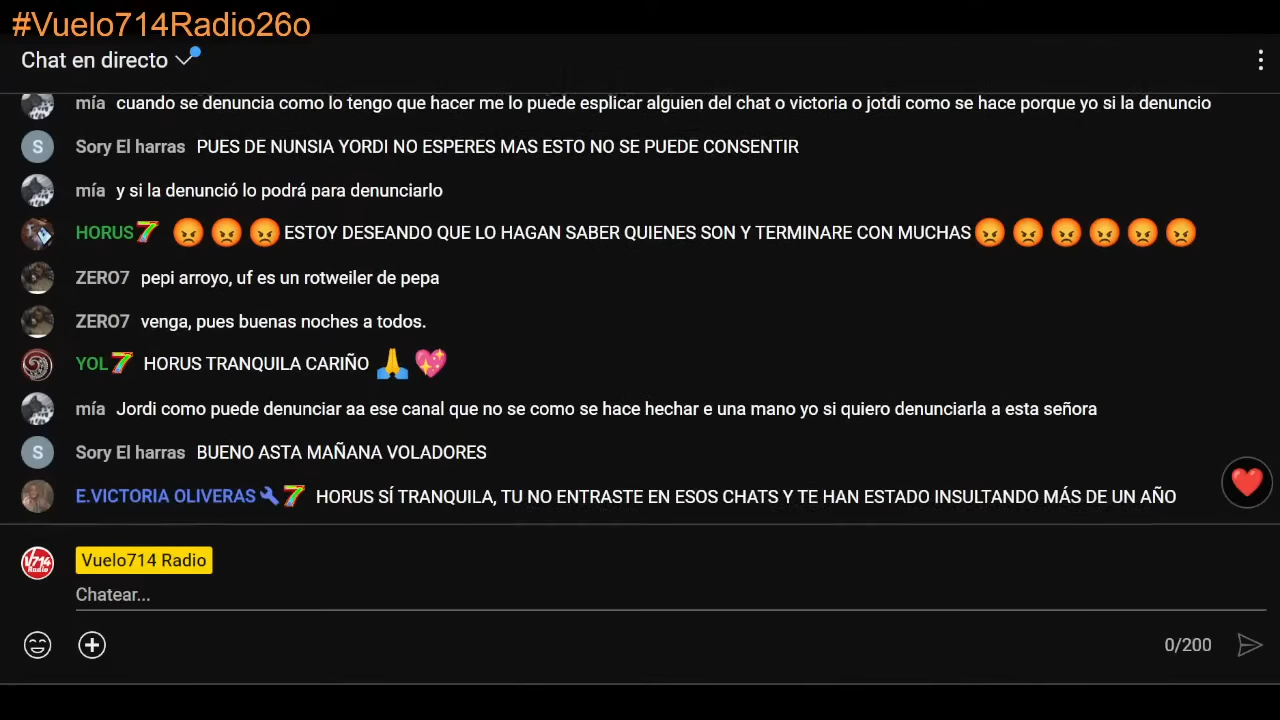 #Vuelo714Radio26o
Chat en directo
mía cuando se denuncia como lo tengo que hacer me lo puede esplicar alguien del chat o victoria o jotdi como se hace porque yo si la denuncio
S Sory El harras PUES DE NUNSIA YORDI NO ESPERES MAS ESTO NO SE PUEDE CONSENTIR
mía y si la denunció lo podrá para denunciarlo
HORUS7 😡😡😡ESTOY DESEANDO QUE LO HAGAN SABER QUIENES SON Y TERMINARE CON MUCHAS😡😡😡😡😡😡
ZERO7 pepi arroyo, uf es un rotweiler de pepa
ZERO7 venga, pues buenas noches a todos.
YOL7 HORUS TRANQUILA CARIÑO 🙏💖
mía Jordi como puede denunciar aa ese canal que no se como se hace hechar e una mano yo si quiero denunciarla a esta señora
S Sory El harras BUENO ASTA MAÑANA VOLADORES
E.VICTORIA OLIVERAS 7 HORUS SÍ TRANQUILA, TU NO ENTRASTE EN ESOS CHATS Y TE HAN ESTADO INSULTANDO MÁS DE UN AÑO
V714 Radio Vuelo714 Radio
Chatear...
0/200